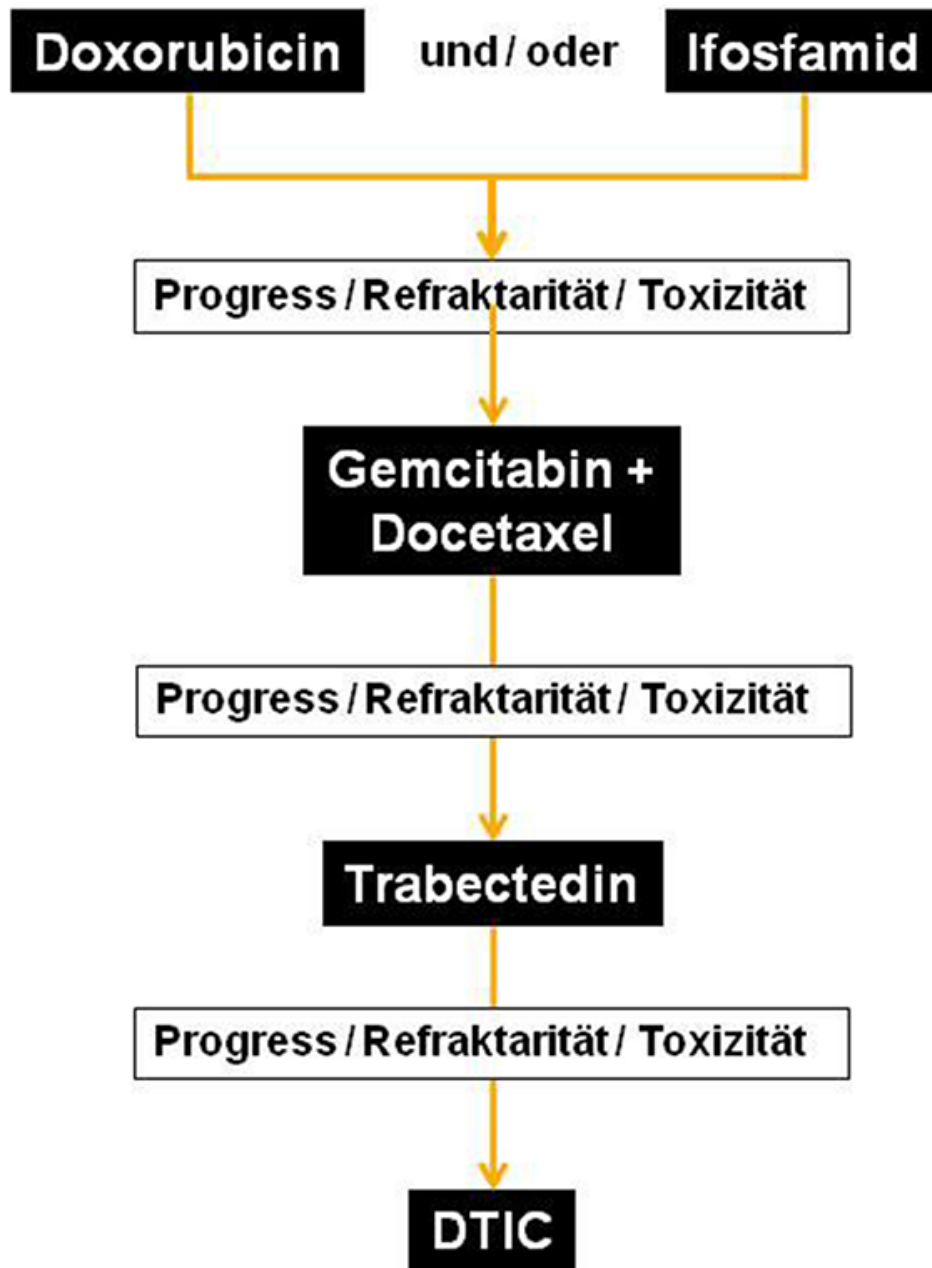 Doxorubicin und / oder Ifosfamid
Progress / Refraktarität / Toxizität
Gemcitabin +
Docetaxel
Progress / Refraktarität / Toxizität
Trabectedin
Progress / Refraktarität / Toxizität
DTIC